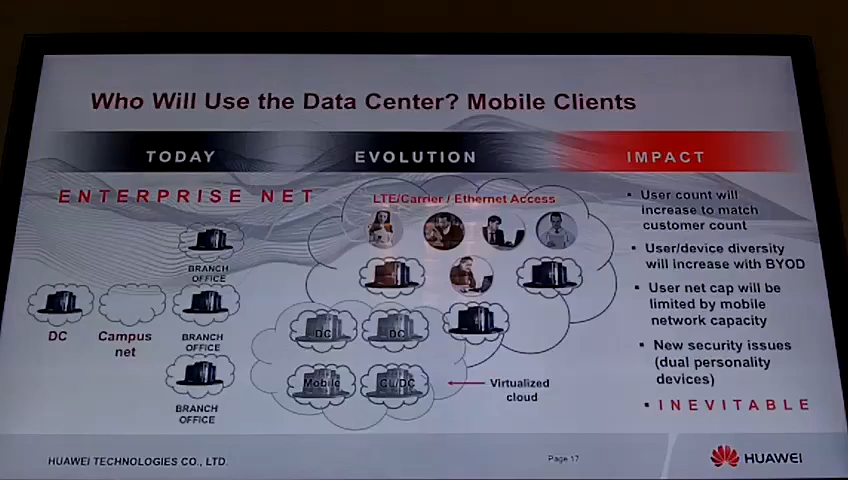 Who Will Use the Data Center? Mobile Clients
TODAY
EVOLUTION
IMPACT
ENTERPRISE NET
BRANCH
OFFICE
DC
Campus
net
BRANCH
OFFICE
BRANCH
OFFICE
LTE/Carrier / Ethernet Access
DC
DC
Mobile
CL/DC
Virtualized
cloud
▪ User count will
increase to match
customer count
▪ User/device diversity
will increase with BYOD
▪ User net cap will be
limited by mobile
network capacity
▪ New security issues
(dual personality
devices)
▪ INEVITABLE
HUAWEI TECHNOLOGIES CO., LTD.
Page 17
HUAWEI